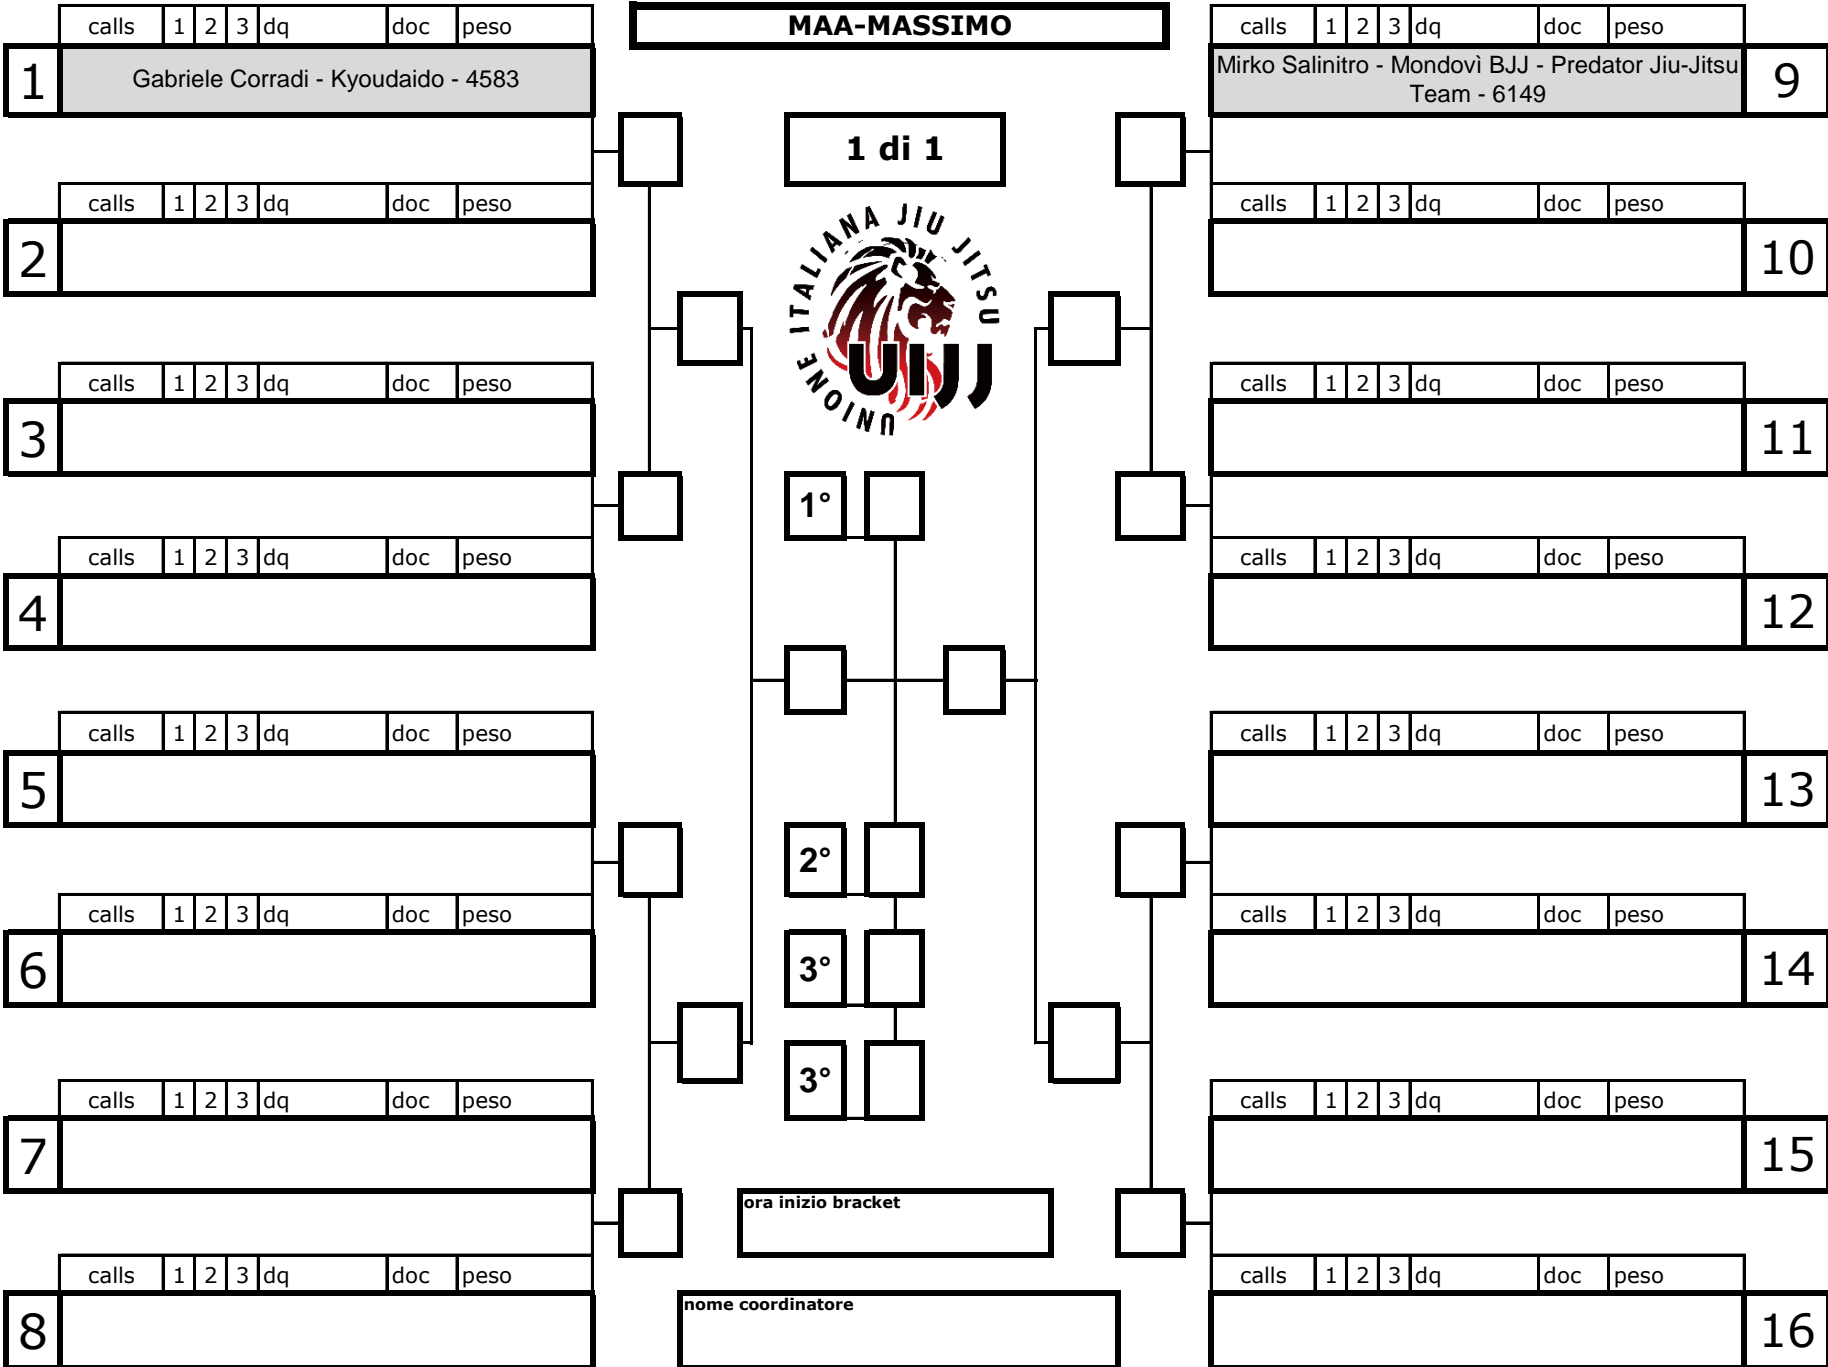 calls 1 2 3 dq doc peso
1 Gabriele Corradi - Kyoudaido - 4583
calls 1 2 3 dq doc peso
2
calls 1 2 3 dq doc peso
3
calls 1 2 3 dq doc peso
4
calls 1 2 3 dq doc peso
5
calls 1 2 3 dq doc peso
6
calls 1 2 3 dq doc peso
7
calls 1 2 3 dq doc peso
8
MAA-MASSIMO
1 di 1
UNIONE ITALIANA JIU JITSU
UIJJ
1°
2°
3°
3°
ora inizio bracket
nome coordinatore
calls 1 2 3 dq doc peso
Mirko Salinitro - Mondovì BJJ - Predator Jiu-Jitsu
Team - 6149
9
calls 1 2 3 dq doc peso
10
calls 1 2 3 dq doc peso
11
calls 1 2 3 dq doc peso
12
calls 1 2 3 dq doc peso
13
calls 1 2 3 dq doc peso
14
calls 1 2 3 dq doc peso
15
calls 1 2 3 dq doc peso
16